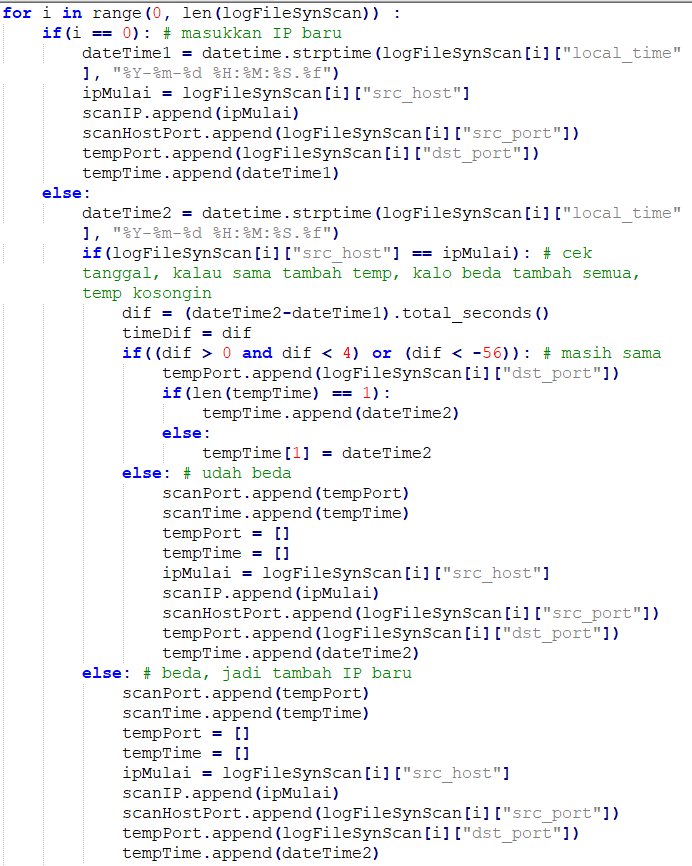 for i in range(0, len(logFileSynScan)) :
    if(i == 0): # masukkan IP baru
        dateTime1 = datetime.strptime(logFileSynScan[i]["local_time"
        ], "%Y-%m-%d %H:%M:%S.%f")
        ipMulai = logFileSynScan[i]["src_host"]
        scanIP.append(ipMulai)
        scanHostPort.append(logFileSynScan[i]["src_port"])
        tempPort.append(logFileSynScan[i]["dst_port"])
        tempTime.append(dateTime1)
    else:
        dateTime2 = datetime.strptime(logFileSynScan[i]["local_time"
        ], "%Y-%m-%d %H:%M:%S.%f")
        if(logFileSynScan[i]["src_host"] == ipMulai): # cek
        tanggal, kalau sama tambah temp, kalo beda tambah semua,
        temp kosongin
            dif = (dateTime2-dateTime1).total_seconds()
            timeDif = dif
            if((dif > 0 and dif < 4) or (dif < -56)): # masih sama
                tempPort.append(logFileSynScan[i]["dst_port"])
                if(len(tempTime) == 1):
                    tempTime.append(dateTime2)
                else:
                    tempTime[1] = dateTime2
            else: # udah beda
                scanPort.append(tempPort)
                scanTime.append(tempTime)
                tempPort = []
                tempTime = []
                ipMulai = logFileSynScan[i]["src_host"]
                scanIP.append(ipMulai)
                scanHostPort.append(logFileSynScan[i]["src_port"])
                tempPort.append(logFileSynScan[i]["dst_port"])
                tempTime.append(dateTime2)
        else: # beda, jadi tambah IP baru
            scanPort.append(tempPort)
            scanTime.append(tempTime)
            tempPort = []
            tempTime = []
            ipMulai = logFileSynScan[i]["src_host"]
            scanIP.append(ipMulai)
            scanHostPort.append(logFileSynScan[i]["src_port"])
            tempPort.append(logFileSynScan[i]["dst_port"])
            tempTime.append(dateTime2)